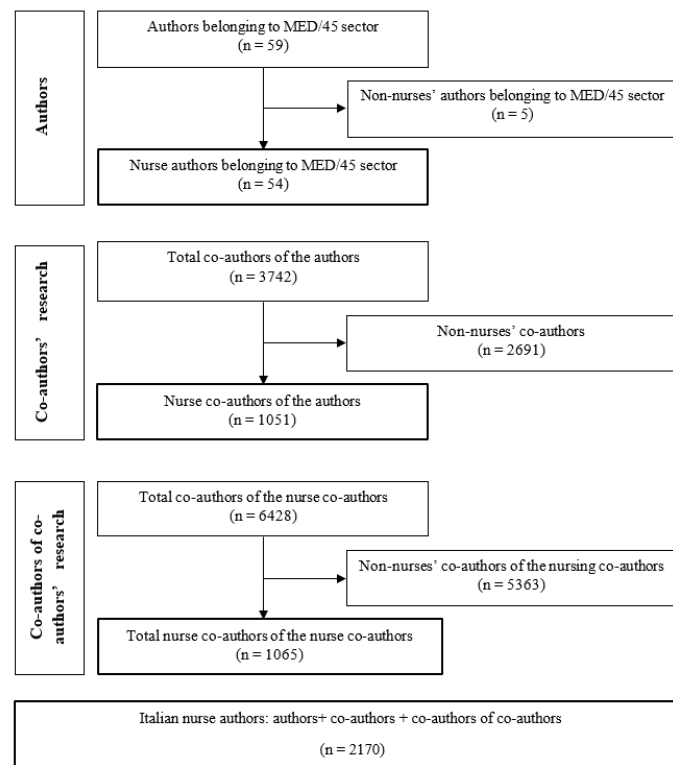 Authors
Authors belonging to MED/45 sector
(n = 59)
Non-nurses’ authors belonging to MED/45 sector
(n = 5)
Nurse authors belonging to MED/45 sector
(n = 54)
Co-authors’ research
Total co-authors of the authors
(n = 3742)
Non-nurses’ co-authors
(n = 2691)
Nurse co-authors of the authors
(n = 1051)
Co-authors of co-
authors’ research
Total co-authors of the nurse co-authors
(n = 6428)
Non-nurses’ co-authors of the nursing co-authors
(n = 5363)
Total nurse co-authors of the nurse co-authors
(n = 1065)
Italian nurse authors: authors+ co-authors + co-authors of co-authors
(n = 2170)